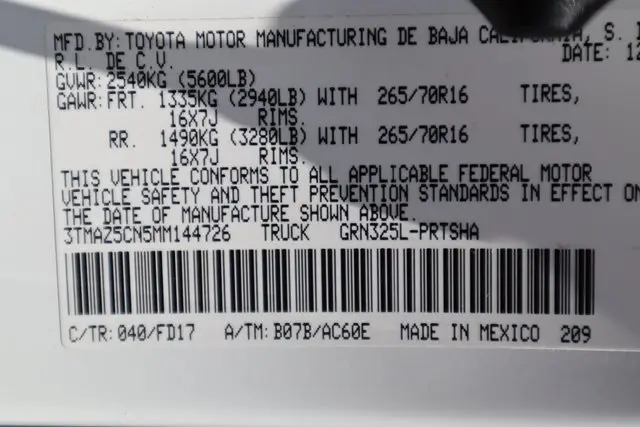 MFD. BY: TOYOTA MOTOR MANUFACTURING DE BAJA CALIFORNIA, S.
R.L. DE C.V. DATE: 12
GVWR: 2540KG (5600LB)
GAWR: FRT. 1335KG (2940LB) WITH 265/70R16 TIRES,
16X7J RIMS.
RR. 1490KG (3280LB) WITH 265/70R16 TIRES,
16X7J RIMS.
THIS VEHICLE CONFORMS TO ALL APPLICABLE FEDERAL MOTOR
VEHICLE SAFETY AND THEFT PREVENTION STANDARDS IN EFFECT ON
THE DATE OF MANUFACTURE SHOWN ABOVE.
3TMAZ5CN5MM144726 TRUCK GRN325L-PRTSHA
C/TR: 040/FD17 A/TM: B07B/AC60E MADE IN MEXICO 209